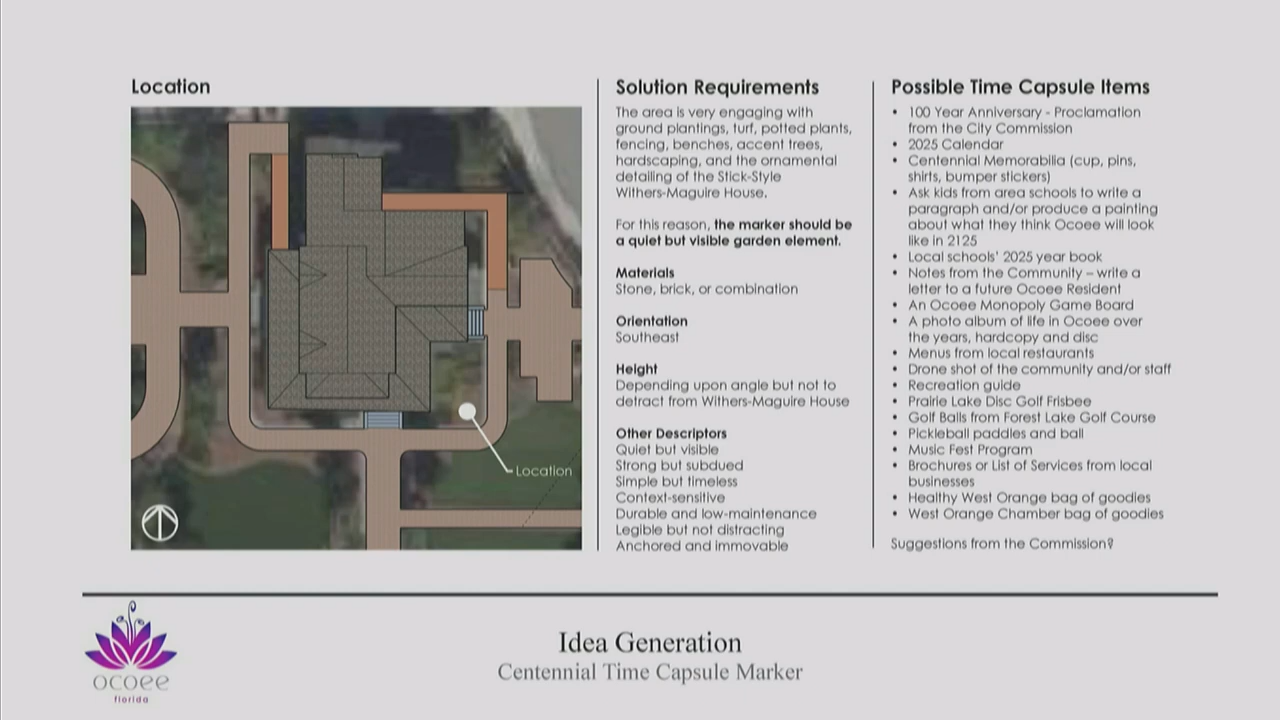 Location
Location
Solution Requirements
The area is very engaging with
ground plantings, turf, potted plants,
fencing, benches, accent trees,
hardscaping, and the ornamental
detailing of the Stick-Style
Withers-Maguire House.
For this reason, the marker should be
a quiet but visible garden element.
Materials
Stone, brick, or combination
Orientation
Southeast
Height
Depending upon angle but not to
detract from Withers-Maguire House
Other Descriptors
Quiet but visible
Strong but subdued
Simple but timeless
Context-sensitive
Durable and low-maintenance
Legible but not distracting
Anchored and immovable
Possible Time Capsule Items
• 100 Year Anniversary - Proclamation
from the City Commission
• 2025 Calendar
• Centennial Memorabilia (cup, pins,
shirts, bumper stickers)
• Ask kids from area schools to write a
paragraph and/or produce a painting
about what they think Ocoee will look
like in 2125
• Local schools' 2025 year book
• Notes from the Community – write a
letter to a future Ocoee Resident
• An Ocoee Monopoly Game Board
• A photo album of life in Ocoee over
the years, hardcopy and disc
• Menus from local restaurants
• Drone shot of the community and/or staff
• Recreation guide
• Prairie Lake Disc Golf Frisbee
• Golf Balls from Forest Lake Golf Course
• Pickleball paddles and ball
• Music Fest Program
• Brochures or List of Services from local
businesses
• Healthy West Orange bag of goodies
• West Orange Chamber bag of goodies
Suggestions from the Commission?
ocoee
florida
Idea Generation
Centennial Time Capsule Marker